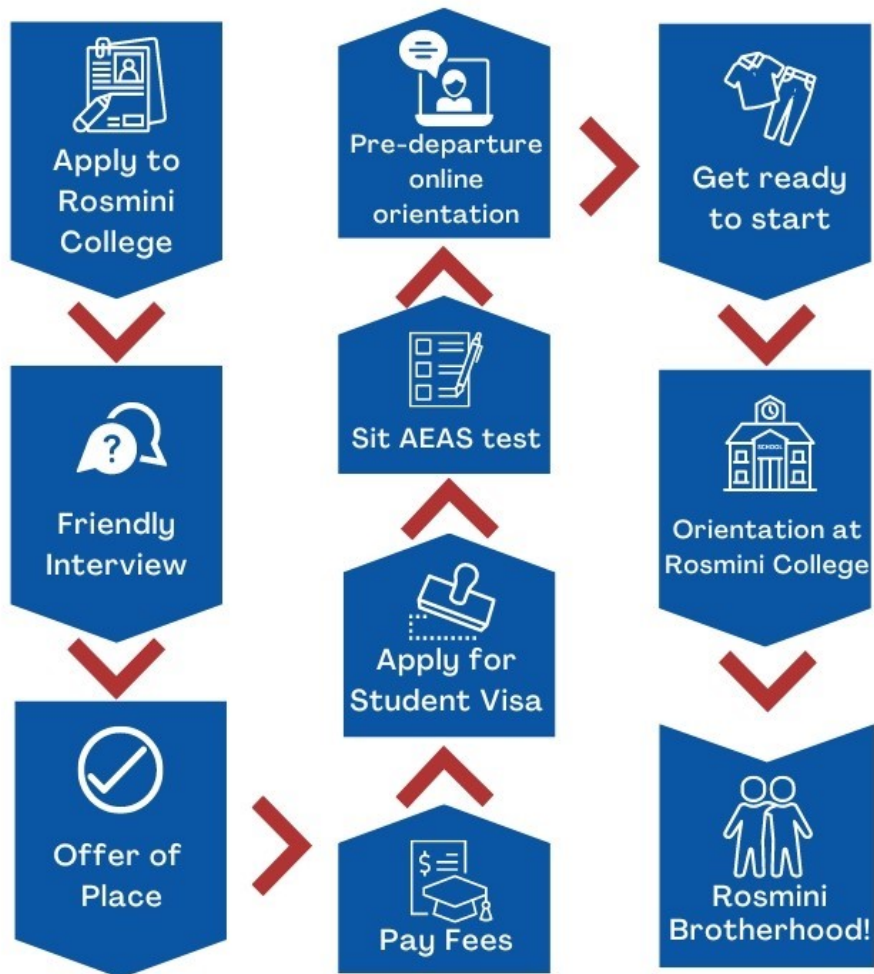 Apply to
Rosmini
College
Friendly
Interview
Offer of
Place
Pay Fees
$
Apply for
Student Visa
Sit AEAS test
Pre-departure
online
orientation
Get ready
to start
SCHOOL
Orientation at
Rosmini College
Rosmini
Brotherhood!
?